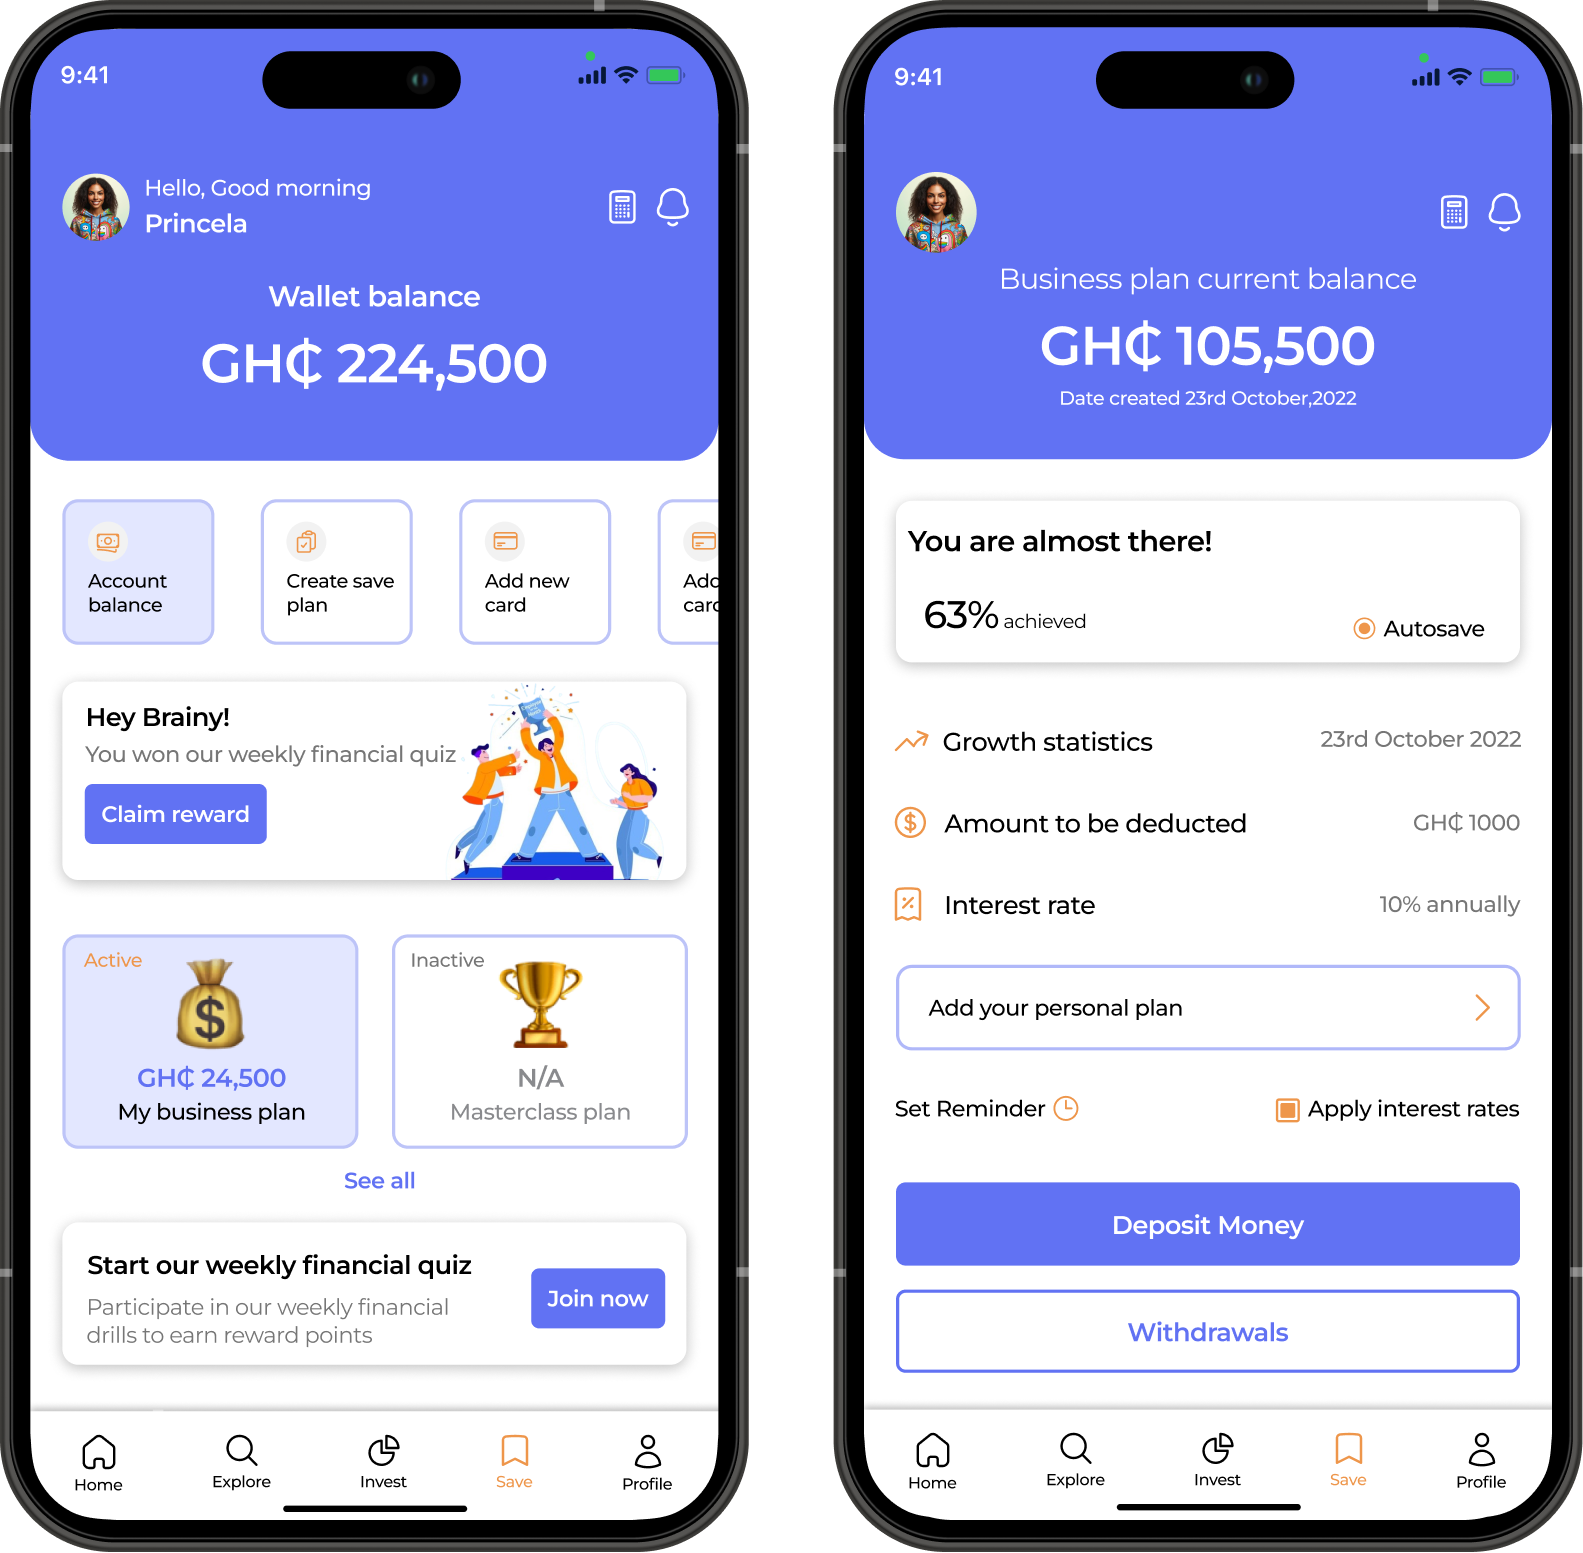 9:41
Hello, Good morning
Princela
Wallet balance
GH₵ 224,500
Account
balance
Create save
plan
Add new
card
Add
card
Hey Brainy!
You won our weekly financial quiz
Claim reward
Active
GH₵ 24,500
My business plan
Inactive
N/A
Masterclass plan
See all
Start our weekly financial quiz
Participate in our weekly financial
drills to earn reward points
Join now
Home
Explore
Invest
Save
Profile
9:41
Business plan current balance
GH₵ 105,500
Date created 23rd October,2022
You are almost there!
63% achieved
Autosave
Growth statistics
23rd October 2022
Amount to be deducted
GH₵ 1000
Interest rate
10% annually
Add your personal plan
Set Reminder
Apply interest rates
Deposit Money
Withdrawals
Home
Explore
Invest
Save
Profile